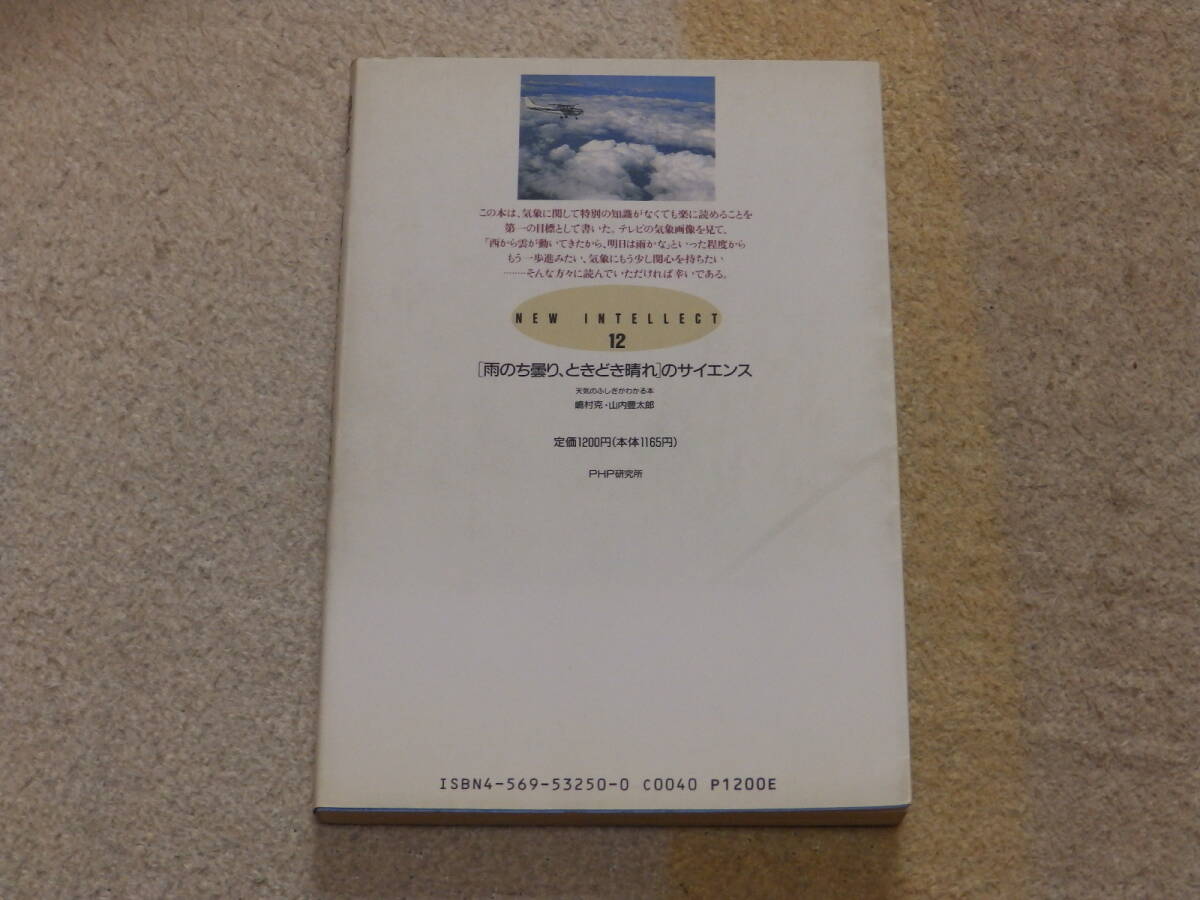 この本は、気象に関して特別の知識がなくても楽に読めることを
第一の目標として書いた。テレビの気象画像を見て、
「西から雲が動いてきたから、明日は雨かな」といった程度から
もう一歩進みたい、気象にもう少し関心を持ちたい
………そんな方々に読んでいただければ幸いである。
NEW INTELLECT
12
[雨のち曇り、ときどき晴れ]のサイエンス
天気のふしぎがわかる本
嶋村克・山内豊太郎
定価1200円(本体1165円)
PHP研究所
ISBN4-569-53250-0 C0040 P1200E